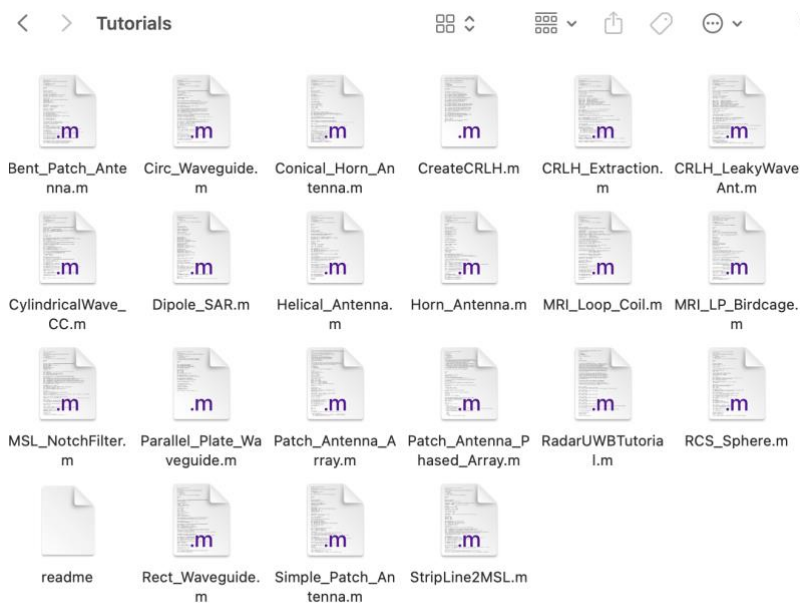 Tutorials
.m .m .m .m .m .m
Bent_Patch_Ante Circ_Waveguide. Conical_Horn_An CreateCRLH.m CRLH_Extraction. CRLH_LeakyWave
nna.m m tenna.m m Ant.m
.m .m .m .m .m .m
CylindricalWave_ Dipole_SAR.m Helical_Antenna. Horn_Antenna.m MRI_Loop_Coil.m MRI_LP_Birdcage.
CC.m m m
.m .m .m .m .m .m
MSL_NotchFilter. Parallel_Plate_Wa Patch_Antenna_A Patch_Antenna_P RadarUWBTutoria RCS_Sphere.m
m veguide.m rray.m hased_Array.m l.m
.m .m .m
readme Rect_Waveguide. Simple_Patch_An StripLine2MSL.m
m tenna.m